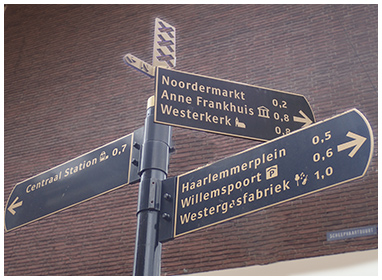 Noordermarkt 0,2
Anne Frankhuis 0,8
Westerkerk 0,8
Centraal Station 0,7
Haarlemmerplein 0,5
Willemspoort P 0,6
Westergasfabriek 1,0